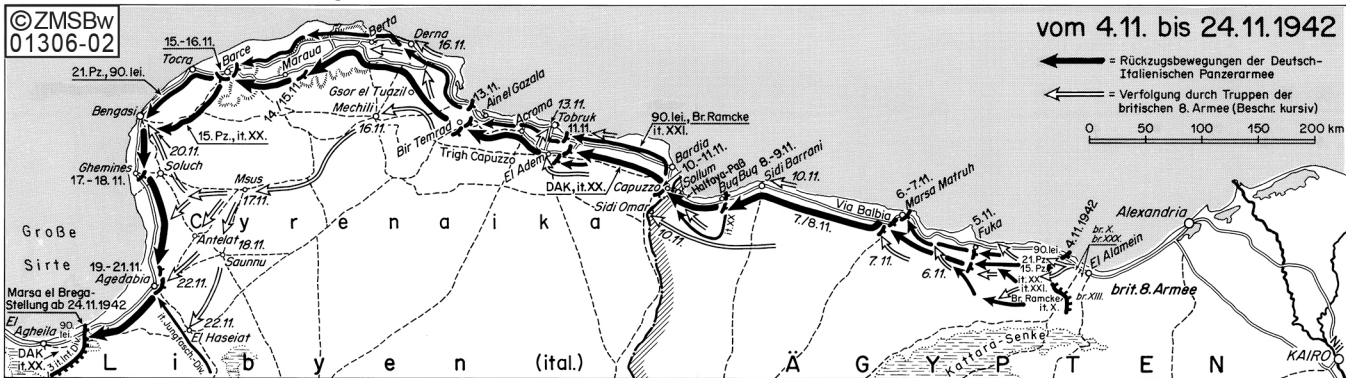 ©ZMSBw
01306-02
vom 4.11. bis 24.11.1942
= Rückzugsbewegungen der Deutsch-
Italienischen Panzerarmee
= Verfolgung durch Truppen der
britischen 8. Armee (Beschr. kursiv)
0 50 100 150 200 km
15.-16.11.
Barce
Tocra
Maraua
Berta
Derna
16.11.
21.Pz., 90.lei.
Bengasi
14./15.11.
Gsor el Tuazil
Mechili
16.11.
15. Pz., it. XX.
20.11.
Soluch
Ghemines
17.-18.11.
Msus
17.11.
Bir Temrad
13.11.
Ain el Gazala
Acroma
13.11.
Tobruk
11.11.
Trigh Capuzzo
El Adem
90.lei., Br. Ramcke
it. XXI.
DAK, it. XX.
Bardia
10.-11.11.
Sollum
Halfaya-Paß
Capuzzo
Sidi Omar
10.11.
Buq Buq 8.-9.11.
it. XX
Sidi Barrani
10.11.
7./8.11.
Via Balbia
6.-7.11.
Marsa Matruh
7.11.
6.11.
5.11.
Fuka
4.11.1942
90.lei.
21.Pz.
15. Pz.
it. XX.
it. XXI.
Br. Ramcke
it. X.
br. X.
br. XXX.
br. XIII.
El Alamein
brit. 8. Armee
Alexandria
KAIRO
Kattara-Senke
Große
Sirte
Cyrenaika
Antelat
18.11.
Saunnu
19.-21.11.
Agedabia
22.11.
22.11.
El Haseiat
it. Jungfasch. Div.
Marsa el Brega-
Stellung ab 24.11.1942
El
Agheila
90.
lei.
DAK
it. XX.
3 it. Inf. Div.
Libyen (ital.)
ÄGYPTEN